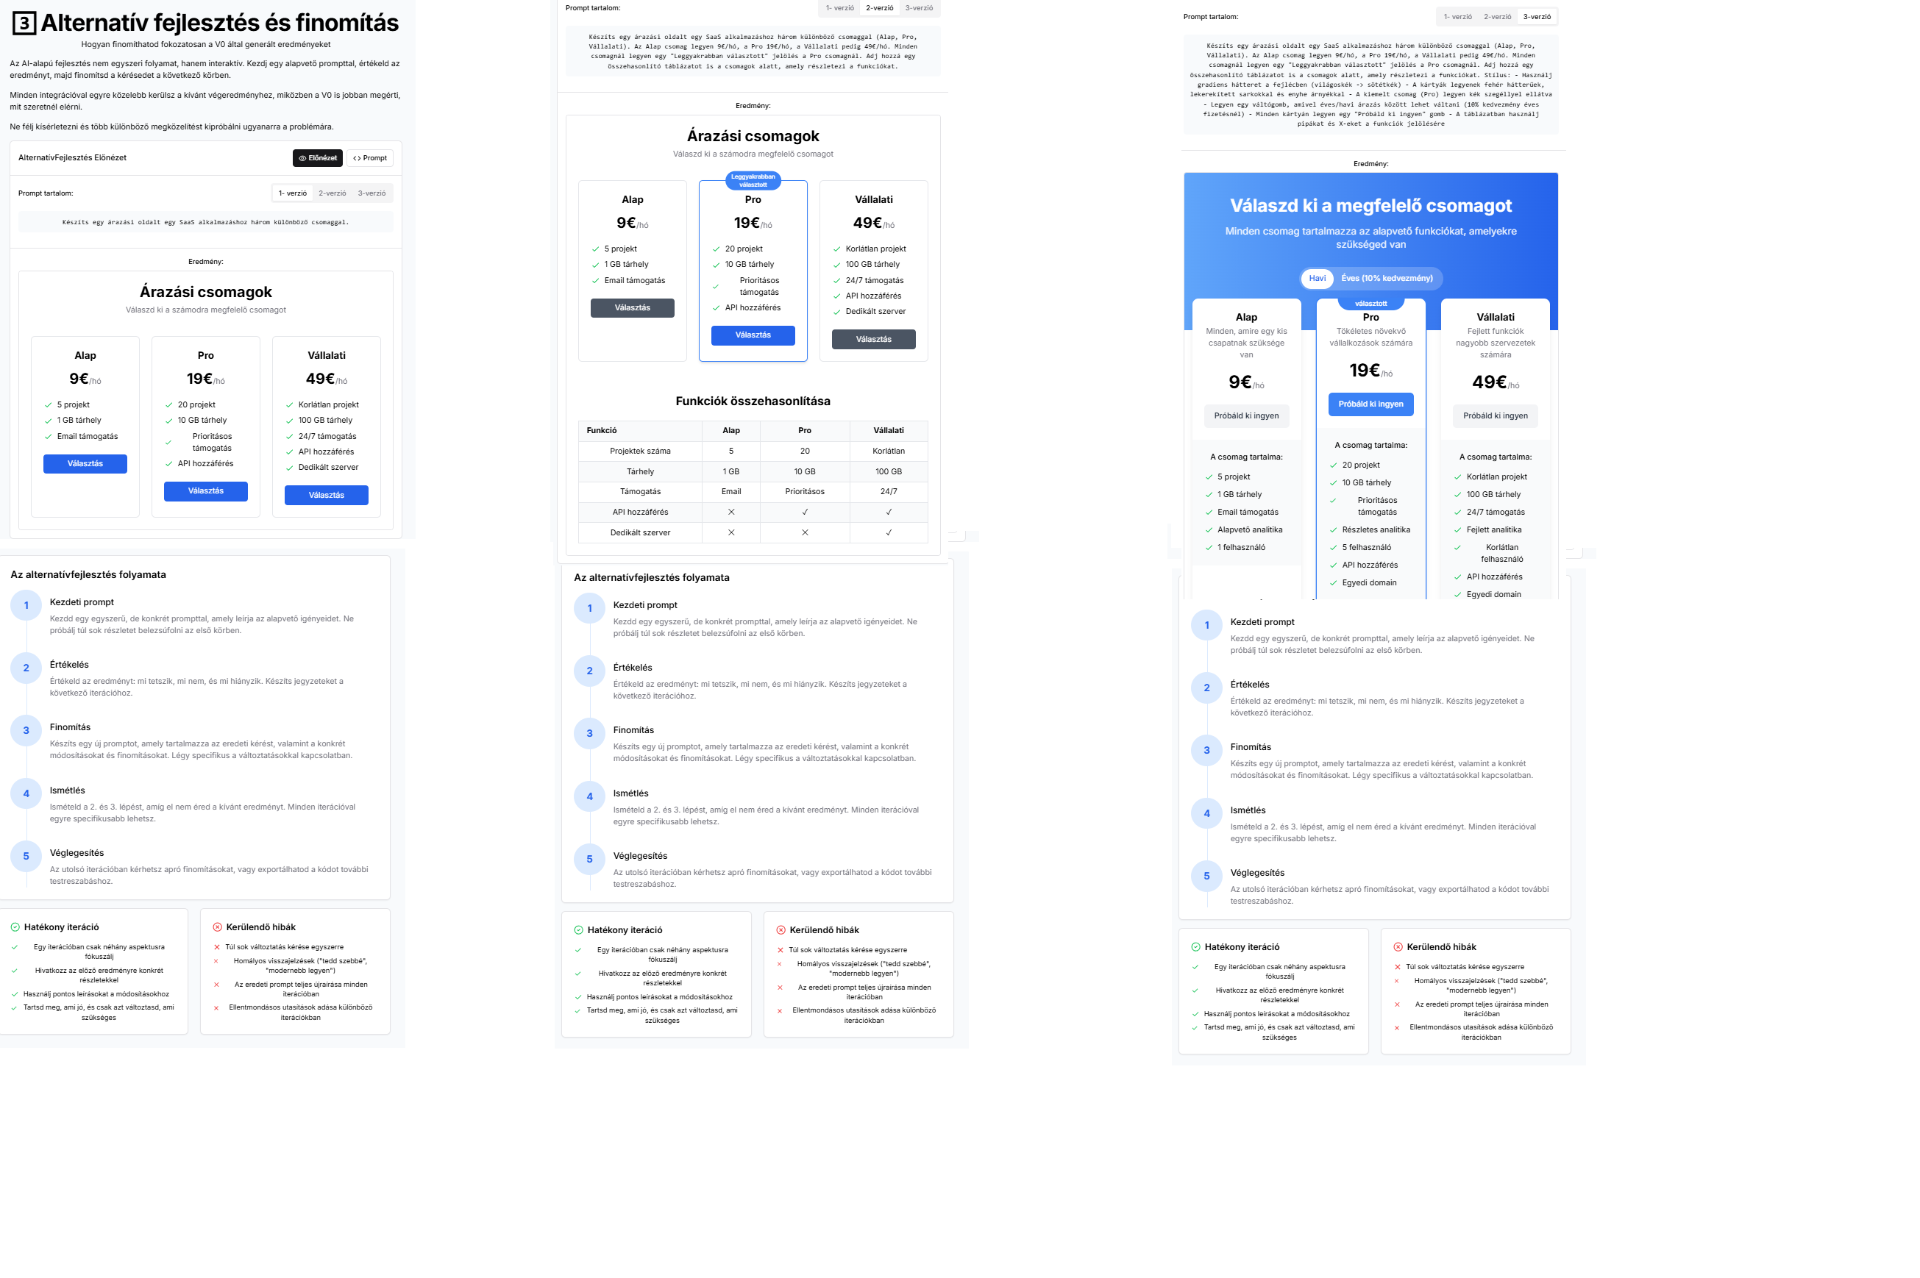 3 Alternatív fejlesztés és finomítás
Hogyan finomíthatod fokozatosan a V0 által generált eredményeket
Az AI-alapú fejlesztés nem egyszeri folyamat, hanem interaktív. Kezdj egy alapvető prompttal, értékeld az
eredményt, majd finomítsd a kérésedet a következő körben.
Minden integrációval egyre közelebb kerülsz a kívánt végeredményhez, miközben a V0 is jobban megérti,
mit szeretnél elérni.
Ne félj kísérletezni és több különböző megközelítést kipróbálni ugyanarra a problémára.
AlternatívFejlesztés Előnézet
Előnézet
Prompt
Prompt tartalom:
1- verzió 2-verzió 3-verzió
Készíts egy árazási oldalt egy SaaS alkalmazáshoz három különböző csomaggal.
Eredmény:
Árazási csomagok
Válaszd ki a számodra megfelelő csomagot
Alap
9€/hó
5 projekt
1 GB tárhely
Email támogatás
Választás
Pro
19€/hó
20 projekt
10 GB tárhely
Prioritásos
támogatás
API hozzáférés
Választás
Vállalati
49€/hó
Korlátlan projekt
100 GB tárhely
24/7 támogatás
API hozzáférés
Dedikált szerver
Választás
Az alternatívfejlesztés folyamata
1
Kezdeti prompt
Kezdd egy egyszerű, de konkrét prompttal, amely leírja az alapvető igényeidet. Ne
próbálj túl sok részletet belezsúfolni az első körben.
2
Értékelés
Értékeld az eredményt: mi tetszik, mi nem, és mi hiányzik. Készíts jegyzeteket a
következő iterációhoz.
3
Finomítás
Készíts egy új promptot, amely tartalmazza az eredeti kérést, valamint a konkrét
módosításokat és finomításokat. Légy specifikus a változtatásokkal kapcsolatban.
4
Ismétlés
Ismételd a 2. és 3. lépést, amíg el nem éred a kívánt eredményt. Minden iterációval
egyre specifikusabb lehetsz.
5
Véglegesítés
Az utolsó iterációban kérhetsz apró finomításokat, vagy exportálhatod a kódot további
testreszabáshoz.
Hatékony iteráció
Egy iterációban csak néhány aspektusra
fókuszálj
Hivatkozz az előző eredményre konkrét
részletekkel
Használj pontos leírásokat a módosításokhoz
Tartsd meg, ami jó, és csak azt változtasd, ami
szükséges
Kerülendő hibák
Túl sok változtatás kérése egyszerre
Homályos visszajelzések ("tedd szebbé",
"modernebb legyen")
Az eredeti prompt teljes újraírása minden
iterációban
Ellentmondásos utasítások adása különböző
iterációkban
Prompt tartalom:
1- verzió 2-verzió 3-verzió
Készíts egy árazási oldalt egy SaaS alkalmazáshoz három különböző csomaggal (Alap, Pro,
Vállalati). Az Alap csomag legyen 9€/hó, a Pro 19€/hó, a Vállalati pedig 49€/hó. Minden
csomagnál legyen egy "Leggyakrabban választott" jelölés a Pro csomagnál. Adj hozzá egy
összehasonlító táblázatot is a csomagok alatt, amely részletezi a funkciókat.
Eredmény:
Árazási csomagok
Válaszd ki a számodra megfelelő csomagot
Alap
9€/hó
5 projekt
1 GB tárhely
Email támogatás
Választás
Leggyakrabban
választott
Pro
19€/hó
20 projekt
10 GB tárhely
Prioritásos
támogatás
API hozzáférés
Választás
Vállalati
49€/hó
Korlátlan projekt
100 GB tárhely
24/7 támogatás
API hozzáférés
Dedikált szerver
Választás
Funkciók összehasonlítása
Funkció Alap Pro Vállalati
Projektek száma 5 20 Korlátlan
Tárhely 1 GB 10 GB 100 GB
Támogatás Email Prioritásos 24/7
API hozzáférés ✕ ✓ ✓
Dedikált szerver ✕ ✕ ✓
Az alternatívfejlesztés folyamata
1
Kezdeti prompt
Kezdd egy egyszerű, de konkrét prompttal, amely leírja az alapvető igényeidet. Ne
próbálj túl sok részletet belezsúfolni az első körben.
2
Értékelés
Értékeld az eredményt: mi tetszik, mi nem, és mi hiányzik. Készíts jegyzeteket a
következő iterációhoz.
3
Finomítás
Készíts egy új promptot, amely tartalmazza az eredeti kérést, valamint a konkrét
módosításokat és finomításokat. Légy specifikus a változtatásokkal kapcsolatban.
4
Ismétlés
Ismételd a 2. és 3. lépést, amíg el nem éred a kívánt eredményt. Minden iterációval
egyre specifikusabb lehetsz.
5
Véglegesítés
Az utolsó iterációban kérhetsz apró finomításokat, vagy exportálhatod a kódot további
testreszabáshoz.
Hatékony iteráció
Egy iterációban csak néhány aspektusra
fókuszálj
Hivatkozz az előző eredményre konkrét
részletekkel
Használj pontos leírásokat a módosításokhoz
Tartsd meg, ami jó, és csak azt változtasd, ami
szükséges
Kerülendő hibák
Túl sok változtatás kérése egyszerre
Homályos visszajelzések ("tedd szebbé",
"modernebb legyen")
Az eredeti prompt teljes újraírása minden
iterációban
Ellentmondásos utasítások adása különböző
iterációkban
Prompt tartalom:
1- verzió 2-verzió 3-verzió
Készíts egy árazási oldalt egy SaaS alkalmazáshoz három különböző csomaggal (Alap, Pro,
Vállalati). Az Alap csomag legyen 9€/hó, a Pro 19€/hó, a Vállalati pedig 49€/hó. Minden
csomagnál legyen egy "Leggyakrabban választott" jelölés a Pro csomagnál. Adj hozzá egy
összehasonlító táblázatot is a csomagok alatt, amely részletezi a funkciókat. Stílus: - Használj
gradiens hátteret a fejlécben (világoskék -> sötétkék) - A kártyák legyenek fehér hátterűek,
lekerekített sarkokkal és enyhe árnyékkal - A kiemelt csomag (Pro) legyen kék szegéllyel ellátva
- Legyen egy váltógomb, amivel éves/havi árazás között lehet váltani (10% kedvezmény éves
fizetésnél) - Minden kártyán legyen egy "Próbáld ki ingyen" gomb - A táblázatban használj
pipákat és X-eket a funkciók jelölésére
Eredmény:
Válaszd ki a megfelelő csomagot
Minden csomag tartalmazza az alapvető funkciókat, amelyekre
szükséged van
Havi
Éves (10% kedvezmény)
Alap
Minden, amire egy kis
csapatnak szüksége
van
9€/hó
Próbáld ki ingyen
A csomag tartalma:
5 projekt
1 GB tárhely
Email támogatás
Alapvető analitika
1 felhasználó
választott
Pro
Tökéletes növekvő
vállalkozások számára
19€/hó
Próbáld ki ingyen
A csomag tartalma:
20 projekt
10 GB tárhely
Prioritásos
támogatás
Részletes analitika
5 felhasználó
API hozzáférés
Egyedi domain
Vállalati
Fejlett funkciók
nagyobb szervezetek
számára
49€/hó
Próbáld ki ingyen
A csomag tartalma:
Korlátlan projekt
100 GB tárhely
24/7 támogatás
Fejlett analitika
Korlátlan
felhasználó
API hozzáférés
Egyedi domain
1
Kezdeti prompt
Kezdd egy egyszerű, de konkrét prompttal, amely leírja az alapvető igényeidet. Ne
próbálj túl sok részletet belezsúfolni az első körben.
2
Értékelés
Értékeld az eredményt: mi tetszik, mi nem, és mi hiányzik. Készíts jegyzeteket a
következő iterációhoz.
3
Finomítás
Készíts egy új promptot, amely tartalmazza az eredeti kérést, valamint a konkrét
módosításokat és finomításokat. Légy specifikus a változtatásokkal kapcsolatban.
4
Ismétlés
Ismételd a 2. és 3. lépést, amíg el nem éred a kívánt eredményt. Minden iterációval
egyre specifikusabb lehetsz.
5
Véglegesítés
Az utolsó iterációban kérhetsz apró finomításokat, vagy exportálhatod a kódot további
testreszabáshoz.
Hatékony iteráció
Egy iterációban csak néhány aspektusra
fókuszálj
Hivatkozz az előző eredményre konkrét
részletekkel
Használj pontos leírásokat a módosításokhoz
Tartsd meg, ami jó, és csak azt változtasd, ami
szükséges
Kerülendő hibák
Túl sok változtatás kérése egyszerre
Homályos visszajelzések ("tedd szebbé",
"modernebb legyen")
Az eredeti prompt teljes újraírása minden
iterációban
Ellentmondásos utasítások adása különböző
iterációkban